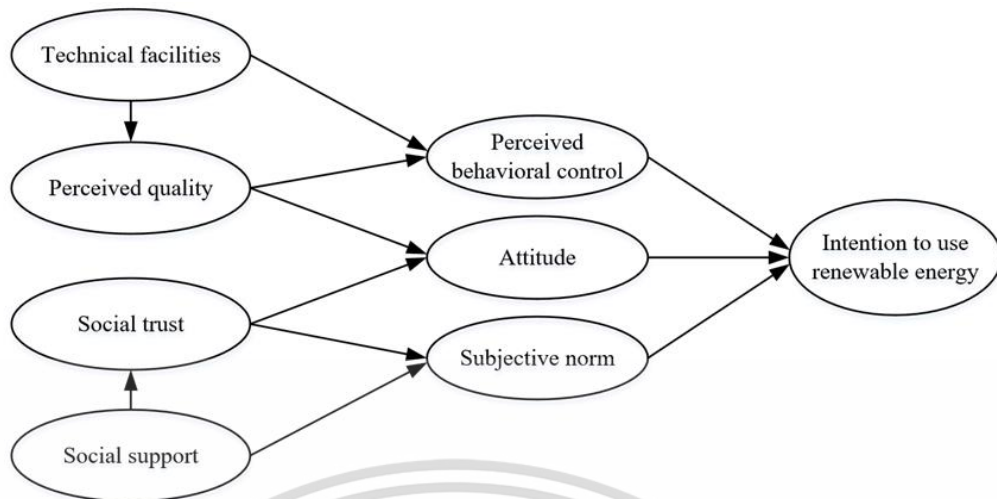 Technical facilities
Perceived quality
Social trust
Social support
Perceived
behavioral control
Attitude
Subjective norm
Intention to use
renewable energy